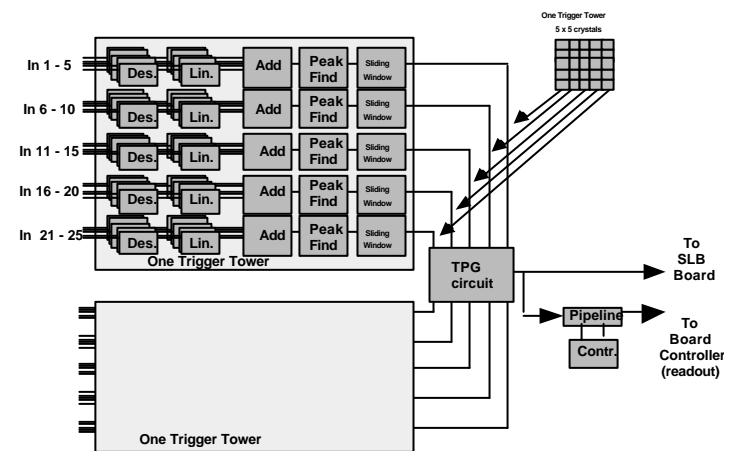 One Trigger Tower
5 x 5 crystals
In 1 - 5
Des.
Lin.
Add
Peak
Find
Sliding
Window
In 6 - 10
Des.
Lin.
Add
Peak
Find
Sliding
Window
In 11 - 15
Des.
Lin.
Add
Peak
Find
Sliding
Window
In 16 - 20
Des.
Lin.
Add
Peak
Find
Sliding
Window
In 21 - 25
Des.
Lin.
Add
Peak
Find
Sliding
Window
One Trigger Tower
TPG
circuit
To
SLB
Board
Pipeline
Contr.
To
Board
Controller
(readout)
One Trigger Tower